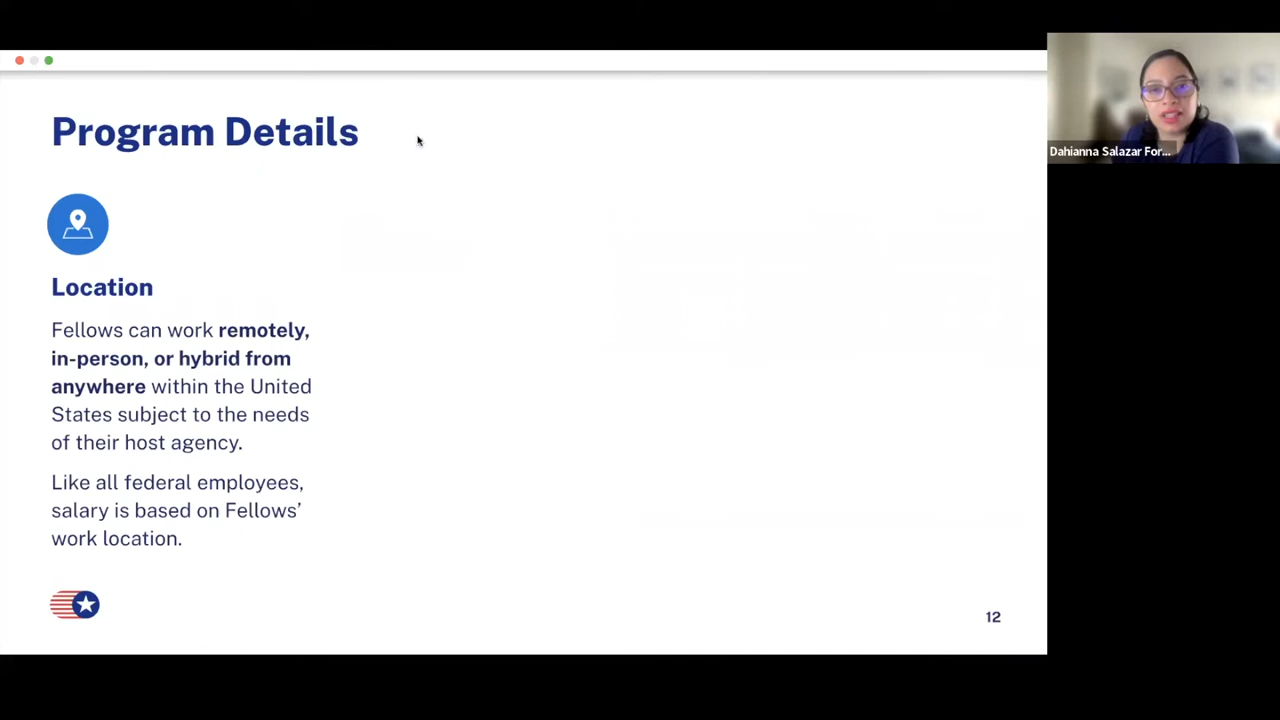 Program Details
Location
Fellows can work remotely,
in-person, or hybrid from
anywhere within the United
States subject to the needs
of their host agency.
Like all federal employees,
salary is based on Fellows’
work location.
12
Dahianna Salazar For...